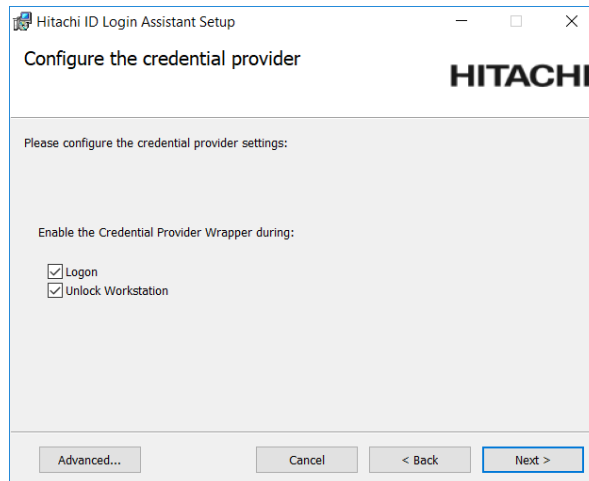 Hitachi ID Login Assistant Setup
Configure the credential provider
HITACHI
Please configure the credential provider settings:
Enable the Credential Provider Wrapper during:
Logon
Unlock Workstation
Advanced...
Cancel
< Back
Next >